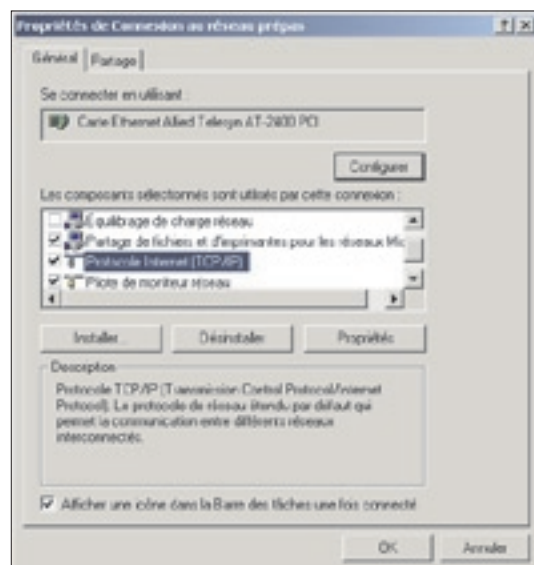 Propriétés de Connexion au réseau prépas
Général
Partage
Se connecter en utilisant :
Carte Ethernet Allied Telesyn AT-2800 PCI
Configurer
Les composants sélectionnés sont utilisés par cette connexion :
Équilibrage de charge réseau
Partage de fichiers et d'imprimantes pour les réseaux Mic
Protocole Internet (TCP/IP)
Pilote de moniteur réseau
Installer...
Désinstaller
Propriétés
Description
Protocole TCP/IP (Transmission Control Protocol/Internet
Protocol). Le protocole de réseau étendu par défaut qui
permet la communication entre différents réseaux
interconnectés.
Afficher une icône dans la Barre des tâches une fois connecté
OK
Annuler